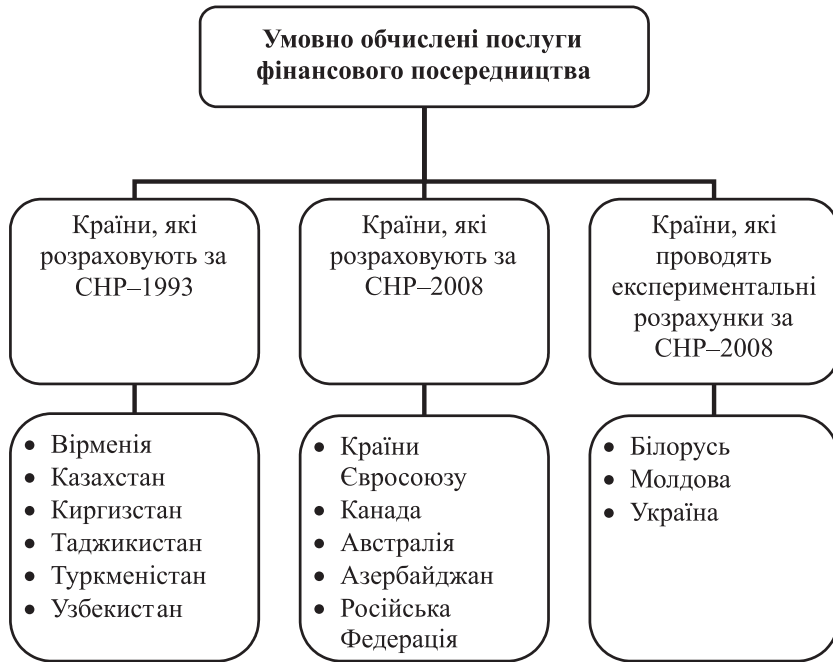 Умовно обчислені послуги
фінансового посередництва
Країни, які
розраховують за
СНР–1993
Країни, які
розраховують за
СНР–2008
Країни, які
проводять
експериментальні
розрахунки за
СНР–2008
• Вірменія
• Казахстан
• Киргизстан
• Таджикистан
• Туркменістан
• Узбекистан
• Країни
Євросоюзу
• Канада
• Австралія
• Азербайджан
• Російська
Федерація
• Білорусь
• Молдова
• Україна